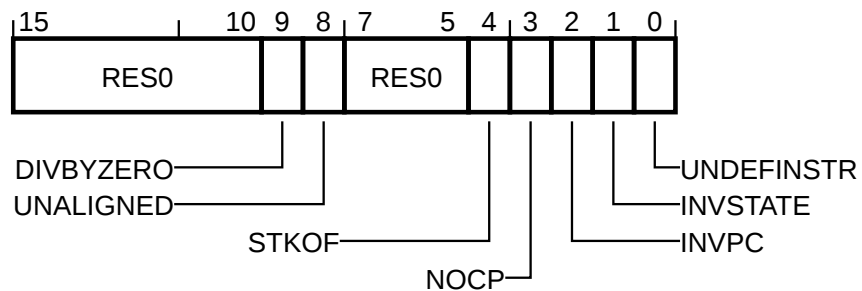 15 10 9 8 7 5 4 3 2 1 0
RES0 RES0
DIVBYZERO UNDEFINSTR
UNALIGNED INVSTATE
STKOF INVPC
NOCP